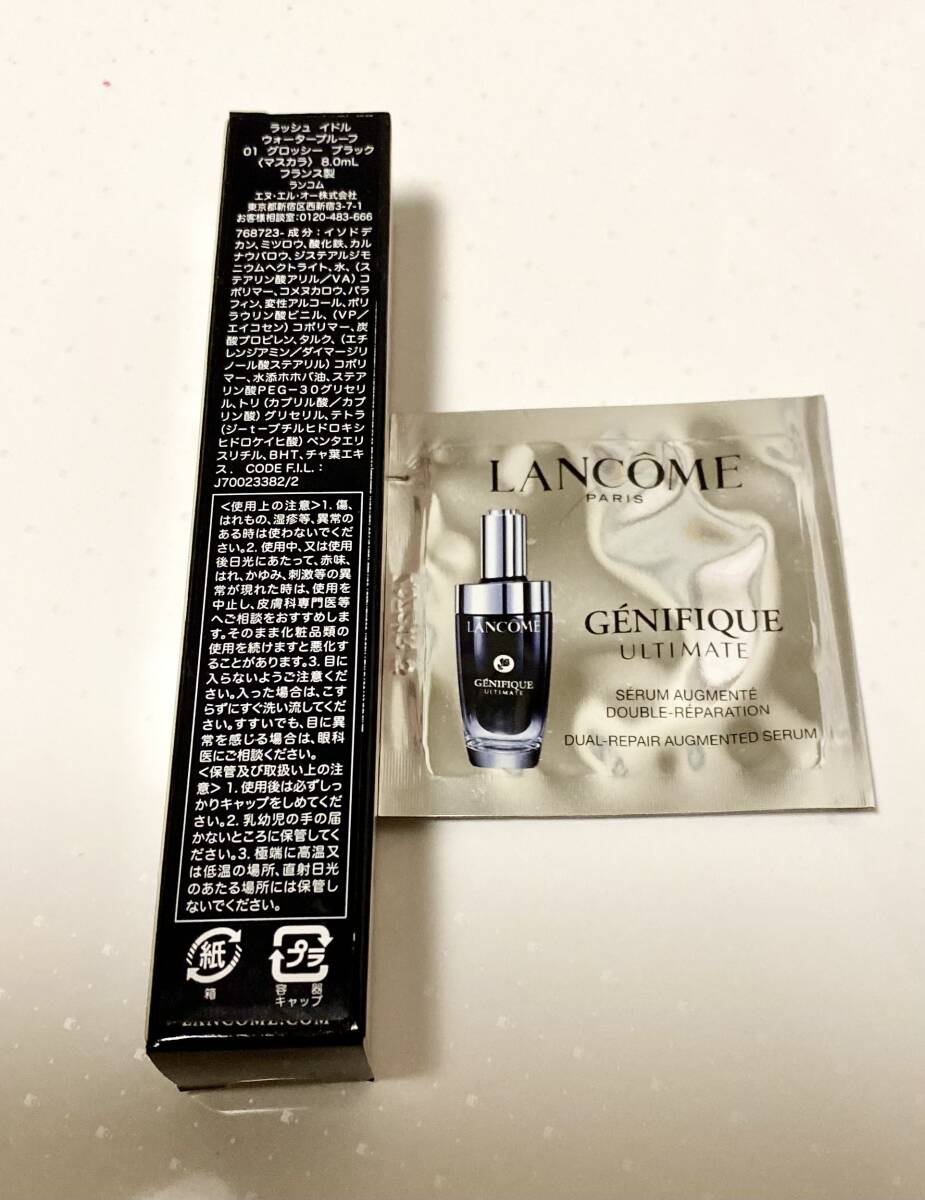 ラッシュ イドル
ウォータープルーフ
01 グロッシー ブラック
〈マスカラ〉 8.0mL
フランス製
ランコム
エヌ・エル・オー株式会社
東京都新宿区西新宿3-7-1
お客様相談室:0120-483-666
768723- 成分:イソドデ
カン、ミツロウ、酸化鉄、カル
ナウバロウ、ジステアルジモ
ニウムヘクトライト、水、(ス
テアリン酸アリル/VA) コ
ポリマー、コメヌカロウ、パラ
フィン、変性アルコール、ポリ
ラウリン酸ビニル、(VP/
エイコセン) コポリマー、炭
酸プロピレン、タルク、(エチ
レンジアミン/ダイマージリ
ノール酸ステアリル) コポリ
マー、水添ホホバ油、ステア
リン酸PEG-30グリセリ
ル、トリ (カプリル酸/カプ
リン酸) グリセリル、テトラ
(ジ-t-ブチルヒドロキシ
ヒドロケイヒ酸) ペンタエリ
スリチル、BHT、チャ葉エキ
ス. CODE F.I.L.:
J70023382/2
<使用上の注意>1. 傷、
はれもの、湿疹等、異常の
ある時は使わないでくだ
さい。2. 使用中、又は使用
後日光にあたって、赤味、
はれ、かゆみ、刺激等の異
常が現れた時は、使用を
中止し、皮膚科専門医等
へご相談をおすすめしま
す。そのまま化粧品類の
使用を続けますと悪化す
ることがあります。3. 目に
入らないようご注意くだ
さい。入った場合は、こす
らずにすぐ洗い流してくだ
さい。すすいでも、目に異
常を感じる場合は、眼科
医にご相談ください。
<保管及び取扱い上の注
意> 1. 使用後は必ずしっ
かりキャップをしめてくだ
さい。2. 乳幼児の手の届
かないところに保管してく
ださい。3. 極端に高温又
は低温の場所、直射日光
のあたる場所には保管し
ないでください。
紙
箱
プラ
容器
キャップ
LANCOME.COM
LANCÔME
PARIS
LANCÔME
GÉNIFIQUE
ULTIMATE
GÉNIFIQUE
ULTIMATE
SÉRUM AUGMENTÉ
DOUBLE-RÉPARATION
DUAL-REPAIR AUGMENTED SERUM